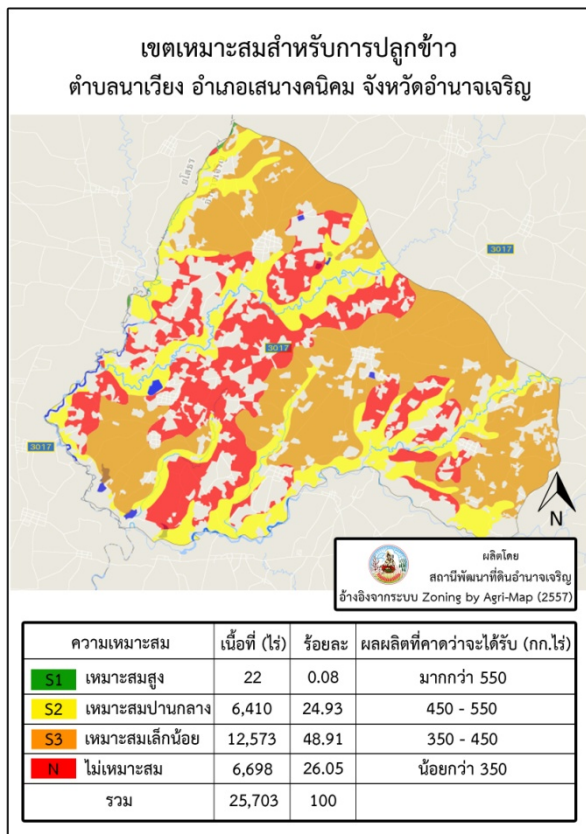 เขตเหมาะสมสำหรับการปลูกข้าว
ตำบลนาเวียง อำเภอเสนางคนิคม จังหวัดอำนาจเจริญ
ยโสธร
3017
3017
3017
N
ผลิตโดย
สถานีพัฒนาที่ดินอำนาจเจริญ
อ้างอิงจากระบบ Zoning by Agri-Map (2557)
ความเหมาะสม เนื้อที่ (ไร่) ร้อยละ ผลผลิตที่คาดว่าจะได้รับ (กก.ไร่)
S1 เหมาะสมสูง 22 0.08 มากกว่า 550
S2 เหมาะสมปานกลาง 6,410 24.93 450 - 550
S3 เหมาะสมเล็กน้อย 12,573 48.91 350 - 450
N ไม่เหมาะสม 6,698 26.05 น้อยกว่า 350
รวม 25,703 100